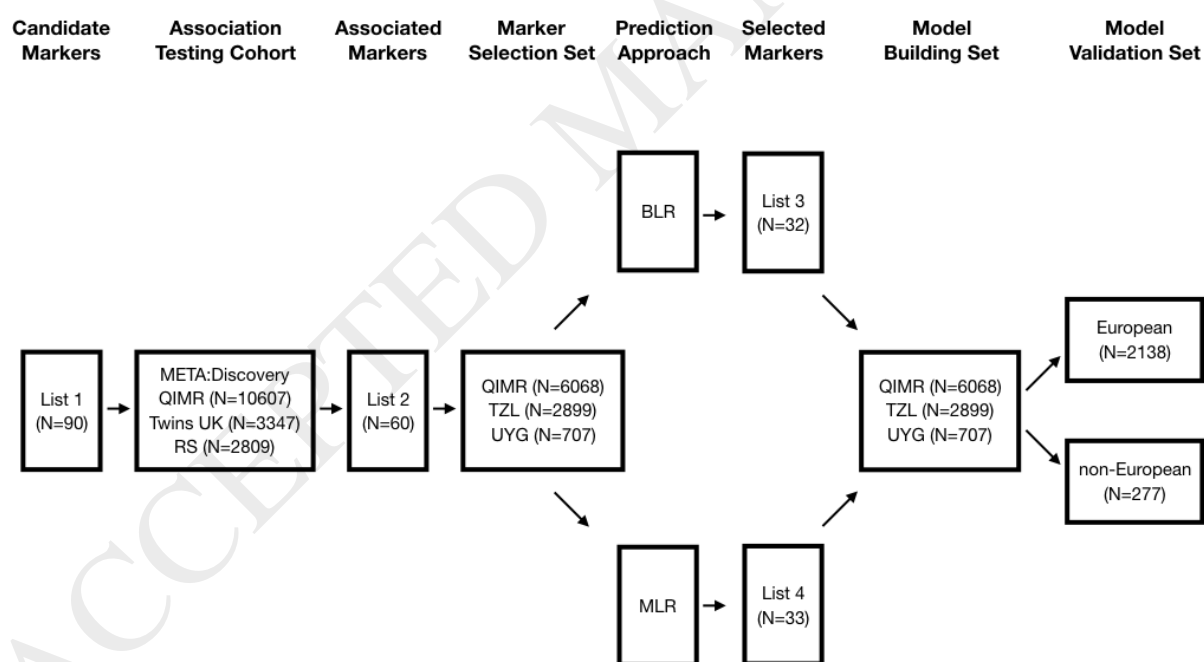 Candidate Markers
Association Testing Cohort
Associated Markers
Marker Selection Set
Prediction Approach
Selected Markers
Model Building Set
Model Validation Set
List 1
(N=90)
META:Discovery
QIMR (N=10607)
Twins UK (N=3347)
RS (N=2809)
List 2
(N=60)
QIMR (N=6068)
TZL (N=2899)
UYG (N=707)
BLR
List 3
(N=32)
MLR
List 4
(N=33)
QIMR (N=6068)
TZL (N=2899)
UYG (N=707)
European
(N=2138)
non-European
(N=277)
ACCEPTED MA